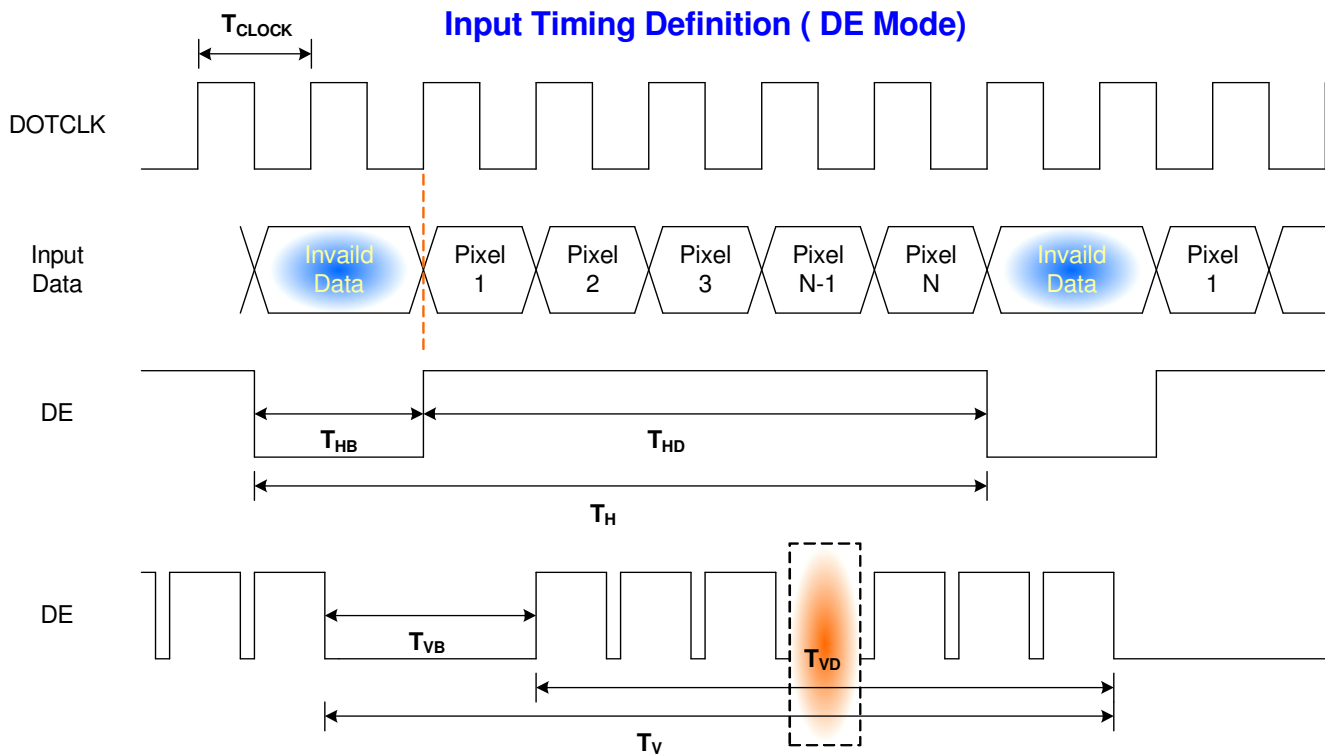 Input Timing Definition ( DE Mode)
TCLOCK
DOTCLK
Input
Data
Invaild
Data
Pixel
1
Pixel
2
Pixel
3
Pixel
N-1
Pixel
N
Invaild
Data
Pixel
1
DE
THB
THD
TH
DE
TVB
TVD
TV